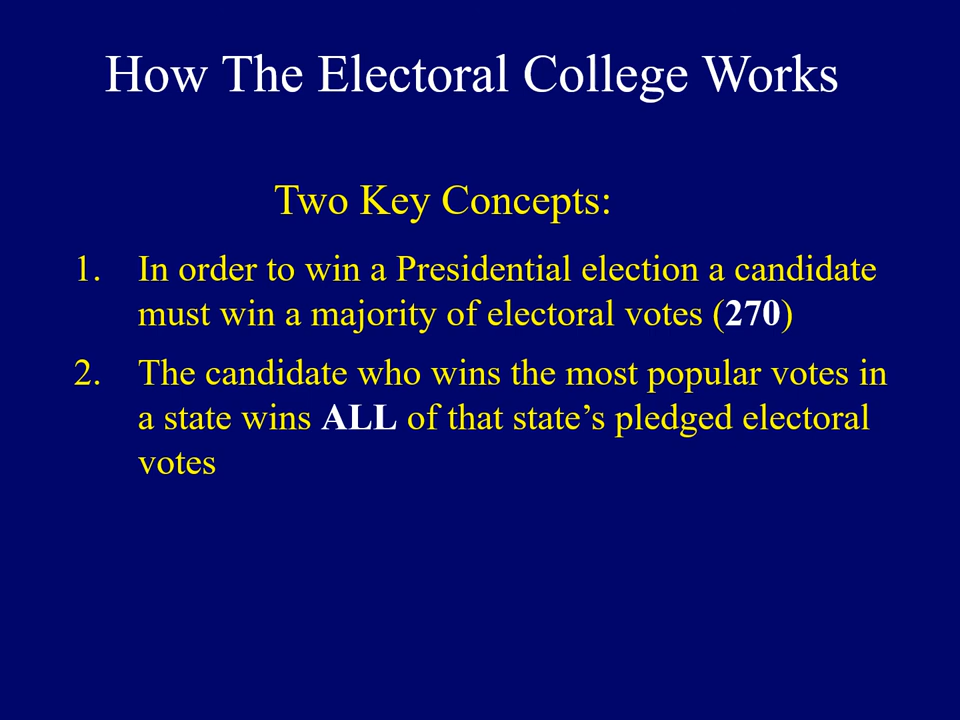 How The Electoral College Works
Two Key Concepts:
1. In order to win a Presidential election a candidate
must win a majority of electoral votes (270)
2. The candidate who wins the most popular votes in
a state wins ALL of that state’s pledged electoral
votes